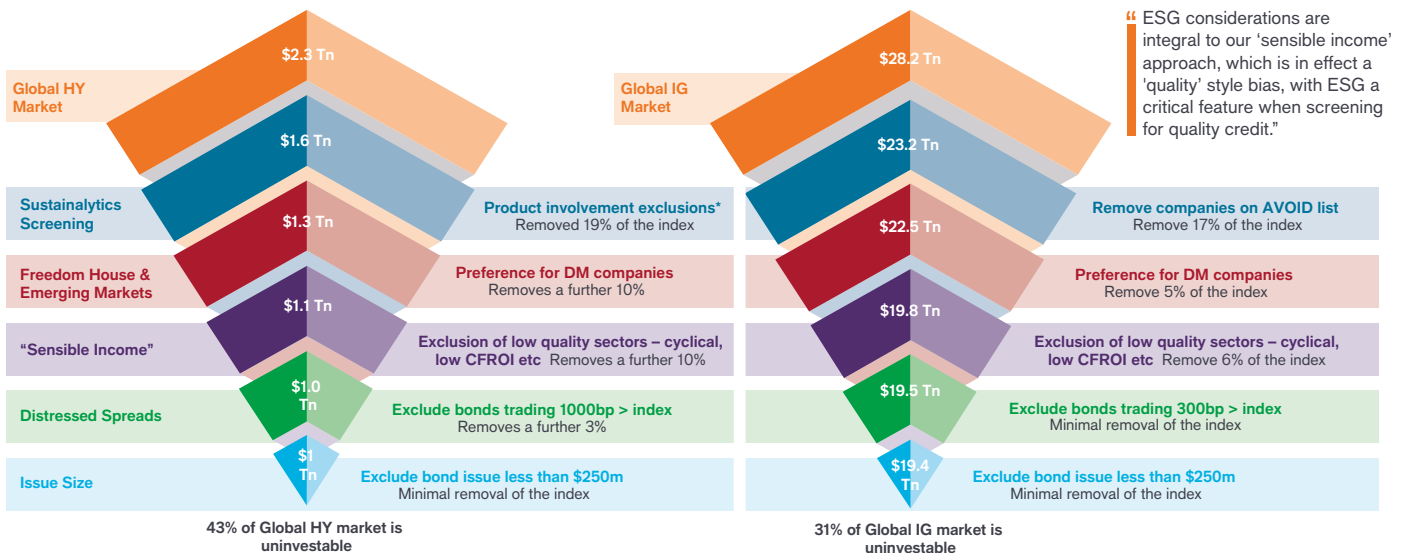 $2.3 Tn
Global HY
Market
$1.6 Tn
Sustainalytics
Screening
Product involvement exclusions*
Removed 19% of the index
$1.3 Tn
Freedom House &
Emerging Markets
Preference for DM companies
Removes a further 10%
$1.1 Tn
“Sensible Income”
Exclusion of low quality sectors – cyclical,
low CFROI etc Removes a further 10%
$1.0
Tn
Distressed Spreads
Exclude bonds trading 1000bp > index
Removes a further 3%
$1
Tn
Issue Size
Exclude bond issue less than $250m
Minimal removal of the index
43% of Global HY market is
uninvestable
$28.2 Tn
Global IG
Market
$23.2 Tn
Remove companies on AVOID list
Remove 17% of the index
$22.5 Tn
Preference for DM companies
Remove 5% of the index
$19.8 Tn
Exclusion of low quality sectors – cyclical,
low CFROI etc Remove 6% of the index
$19.5 Tn
Exclude bonds trading 300bp > index
Minimal removal of the index
$19.4
Tn
Exclude bond issue less than $250m
Minimal removal of the index
31% of Global IG market is
uninvestable
“ ESG considerations are
integral to our ‘sensible income’
approach, which is in effect a
'quality' style bias, with ESG a
critical feature when screening
for quality credit.”